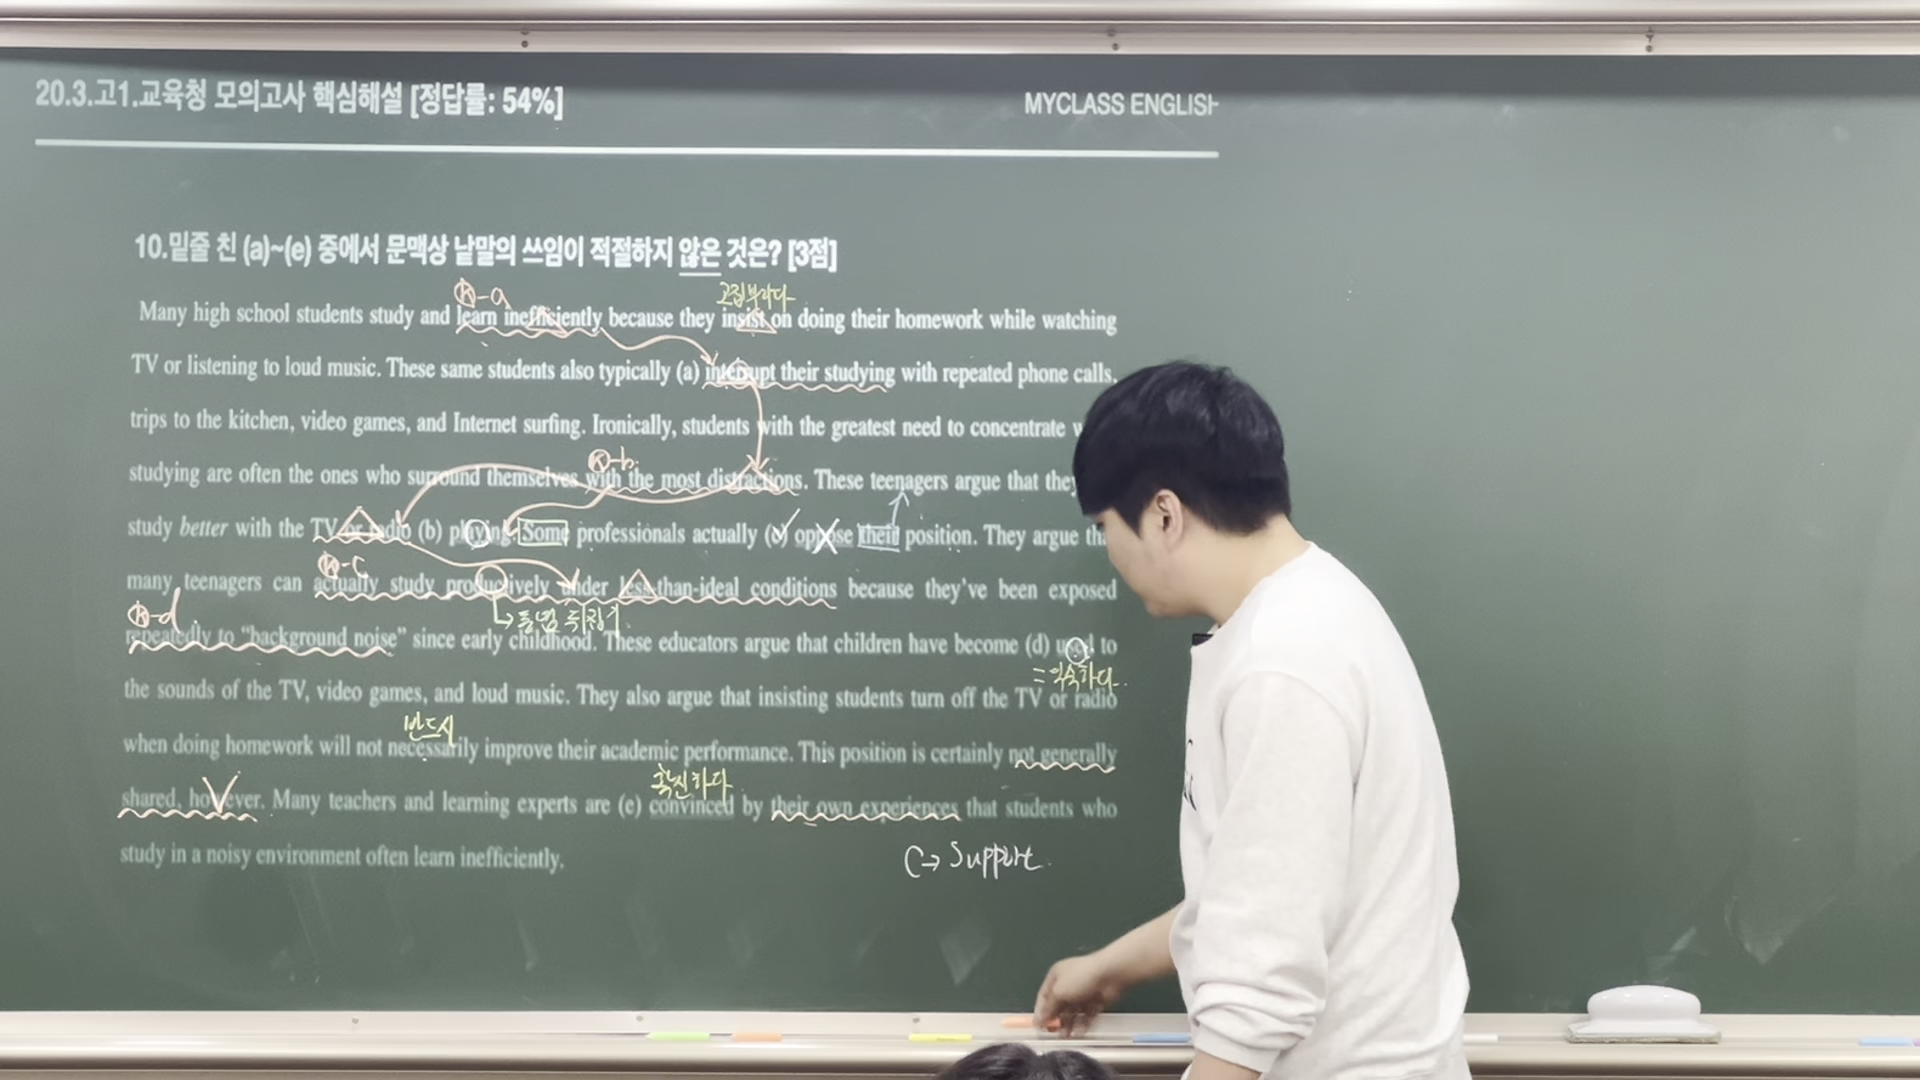 20.3.고1.교육청 모의고사 핵심해설 [정답률: 54%]
MYCLASS ENGLISH
10.밑줄 친 (a)~(e) 중에서 문맥상 낱말의 쓰임이 적절하지 않은 것은? [3점]
Ⓚ-a 고집부리다
Many high school students study and learn inefficiently because they insist on doing their homework while watching
TV or listening to loud music. These same students also typically (a) interrupt their studying with repeated phone calls,
trips to the kitchen, video games, and Internet surfing. Ironically, students with the greatest need to concentrate
Ⓚ-b
studying are often the ones who surround themselves with the most distractions. These teenagers argue that they
study better with the TV or radio (b) playing. Some professionals actually (c) oppose their position. They argue
Ⓚ-c
many teenagers can actually study productively under less-than-ideal conditions because they've been exposed
Ⓚ-d
repeatedly to "background noise" since early childhood. These educators argue that children have become (d) used to
=익숙하다.
the sounds of the TV, video games, and loud music. They also argue that insisting students turn off the TV or radio
반드시
when doing homework will not necessarily improve their academic performance. This position is certainly not generally
확신하다
shared, however. Many teachers and learning experts are (e) convinced by their own experiences that students who
study in a noisy environment often learn inefficiently.
C→ Support.